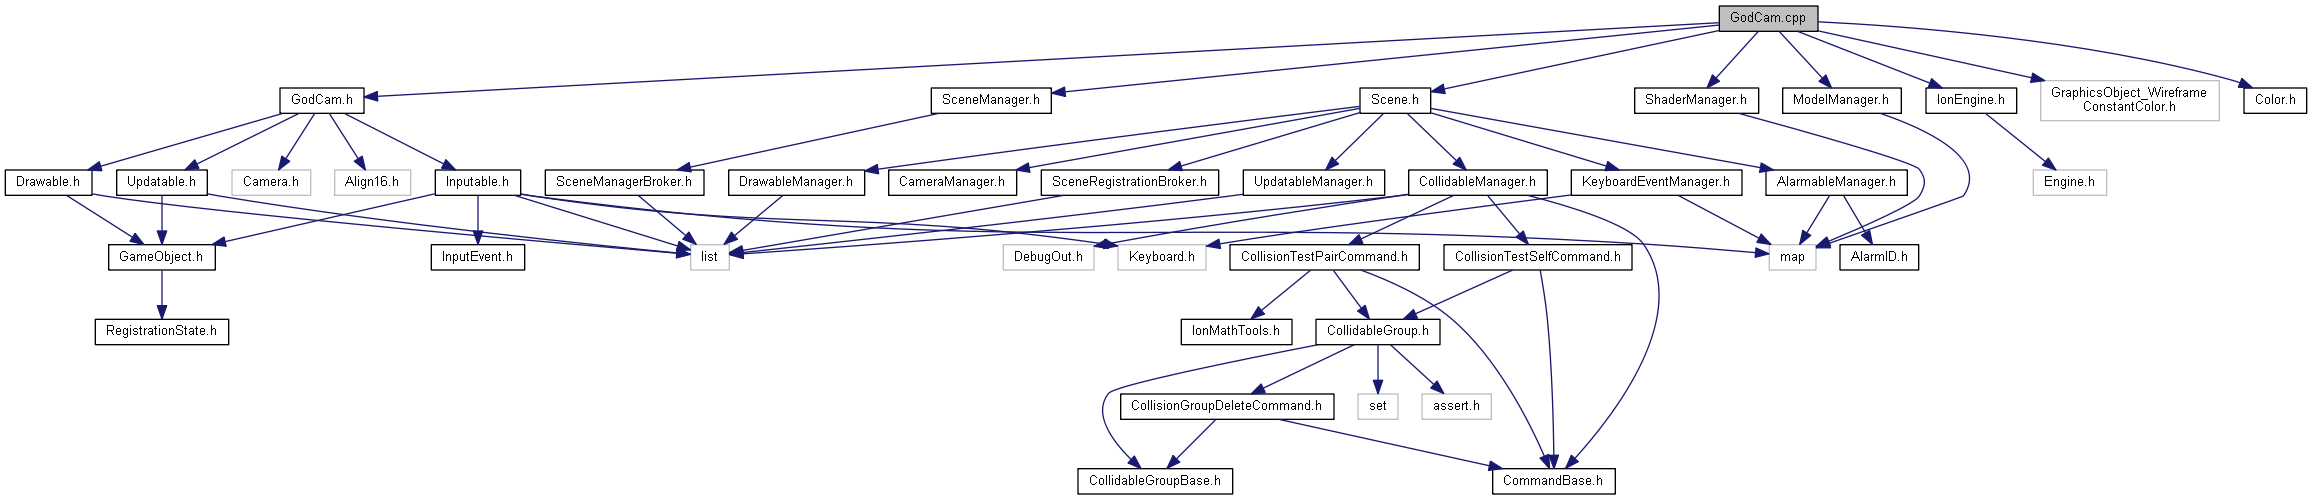 GodCam.cpp
GodCam.h
SceneManager.h
Scene.h
ShaderManager.h
ModelManager.h
IonEngine.h
GraphicsObject_Wireframe
ConstantColor.h
Color.h
Drawable.h
Updatable.h
Camera.h
Align16.h
Inputable.h
SceneManagerBroker.h
DrawableManager.h
CameraManager.h
SceneRegistrationBroker.h
UpdatableManager.h
CollidableManager.h
KeyboardEventManager.h
AlarmableManager.h
Engine.h
GameObject.h
InputEvent.h
list
DebugOut.h
Keyboard.h
CollisionTestPairCommand.h
CollisionTestSelfCommand.h
map
AlarmID.h
RegistrationState.h
IonMathTools.h
CollidableGroup.h
CollisionGroupDeleteCommand.h
set
assert.h
CollidableGroupBase.h
CommandBase.h